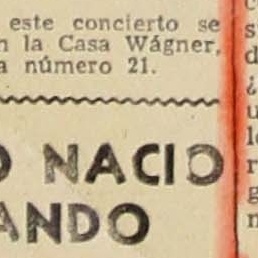 este concierto se
la Casa Wágner,
número 21.
NACIO
ANDO